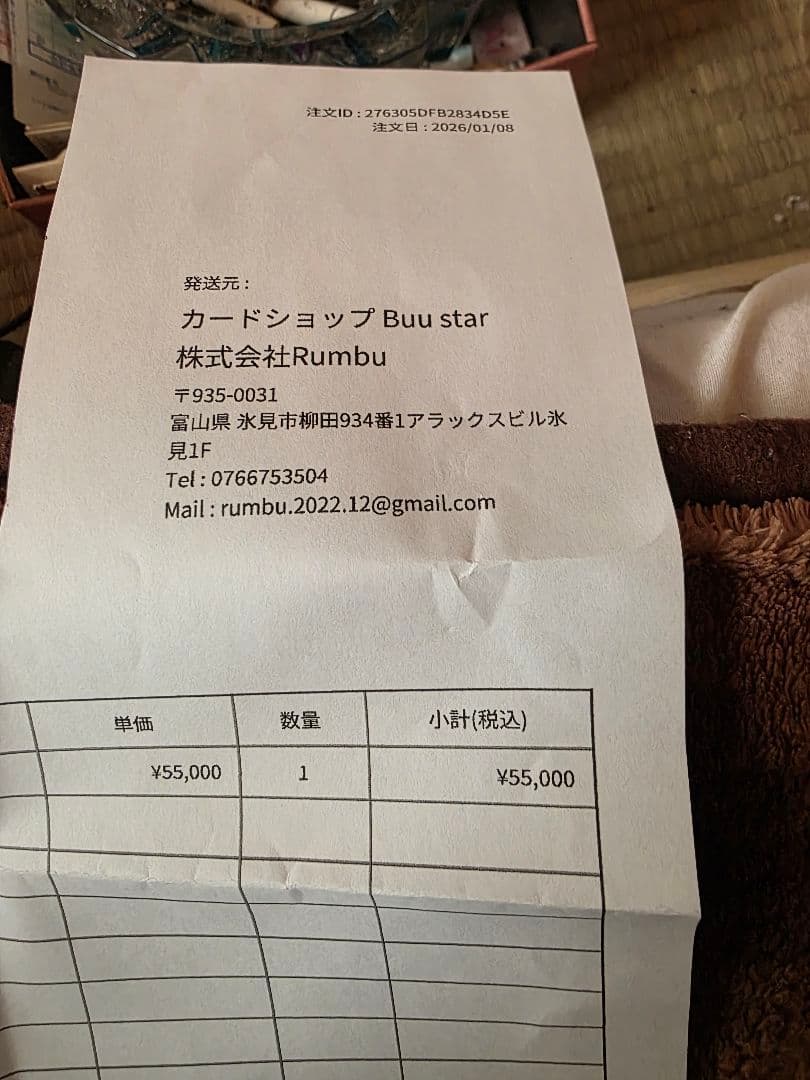 注文ID : 276305DFB2834D5E
注文日 : 2026/01/08
発送元 :
カードショップ Buu star
株式会社Rumbu
〒935-0031
富山県 氷見市柳田934番1アラックスビル氷
見1F
Tel : 0766753504
Mail : rumbu.2022.12@gmail.com
単価 数量 小計(税込)
¥55,000 1 ¥55,000